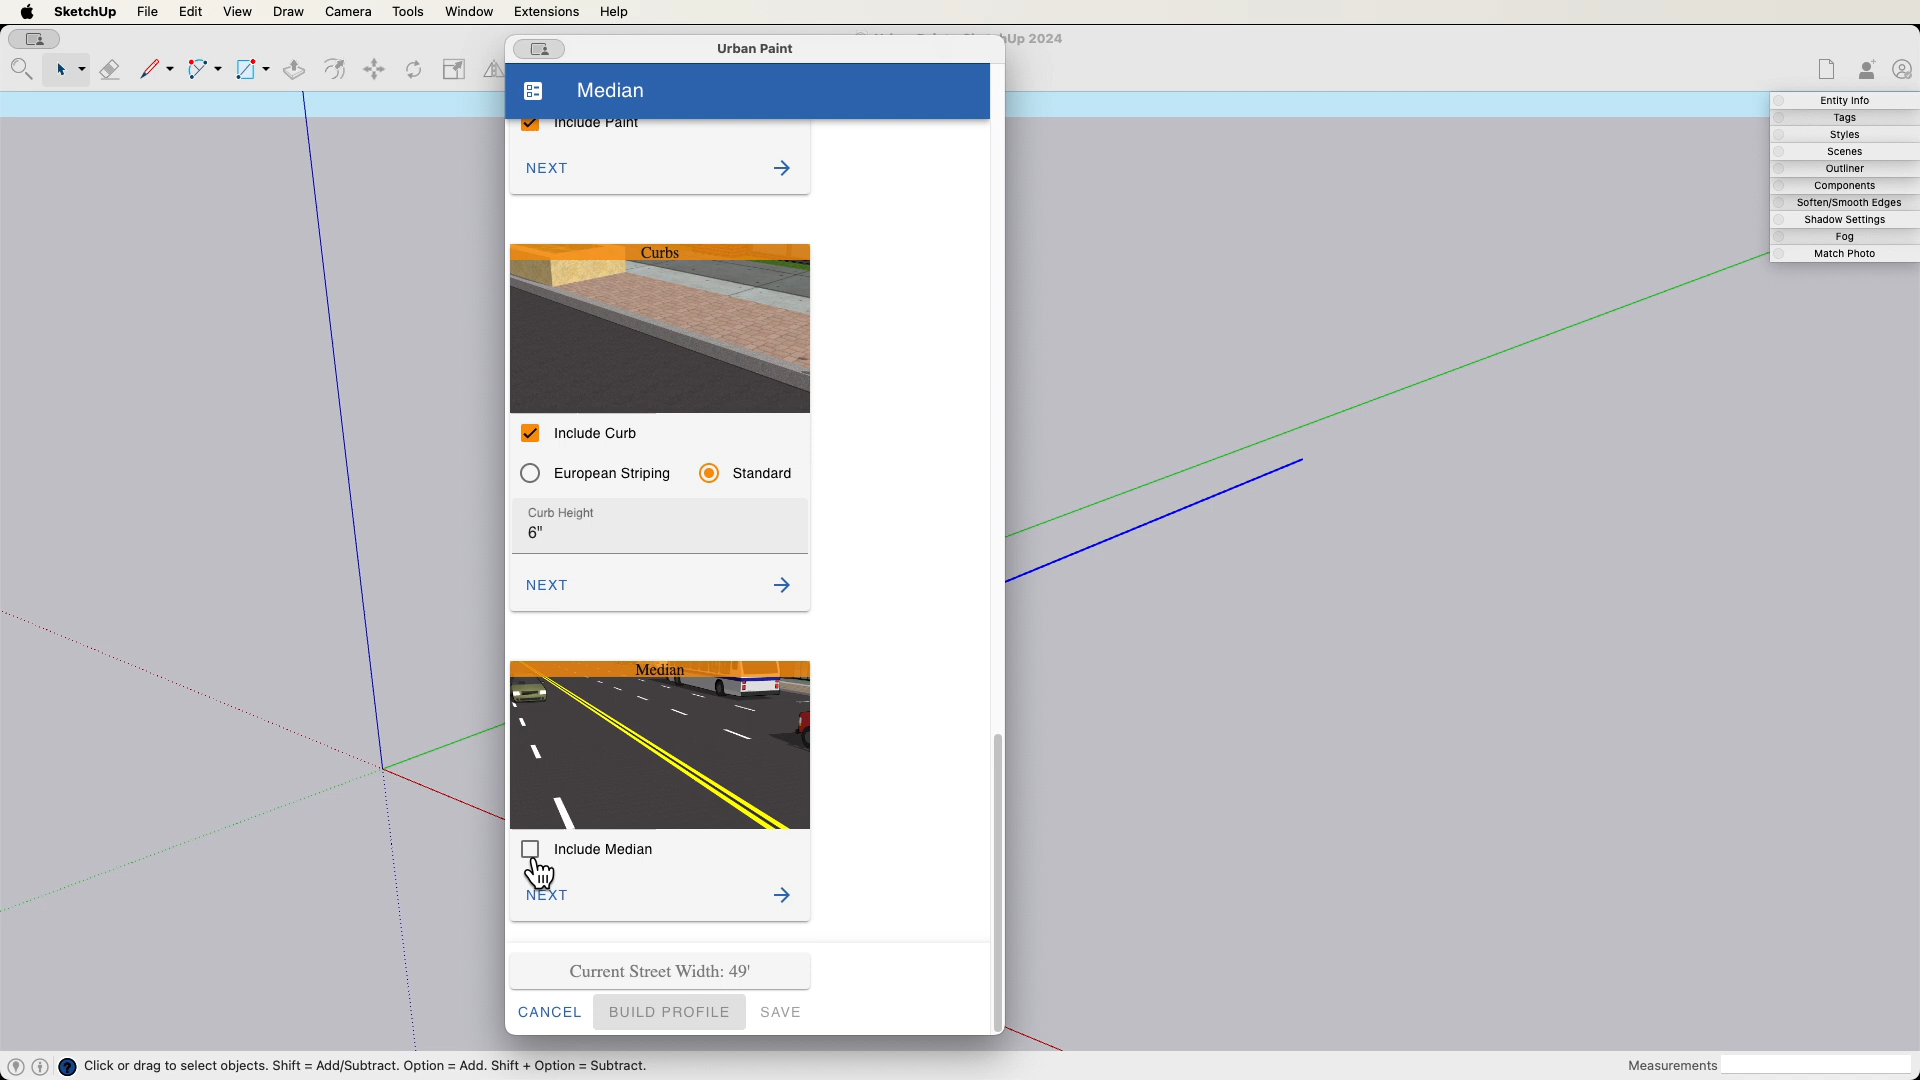 SketchUp File Edit View Draw Camera Tools Window Extensions Help
Up 2024
Urban Paint
Median
Include Paint
NEXT
Curbs
Include Curb
European Striping Standard
Curb Height
6"
NEXT
Median
Include Median
NEXT
Current Street Width: 49'
CANCEL BUILD PROFILE SAVE
Entity Info
Tags
Styles
Scenes
Outliner
Components
Soften/Smooth Edges
Shadow Settings
Fog
Match Photo
Click or drag to select objects. Shift = Add/Subtract. Option = Add. Shift + Option = Subtract.
Measurements